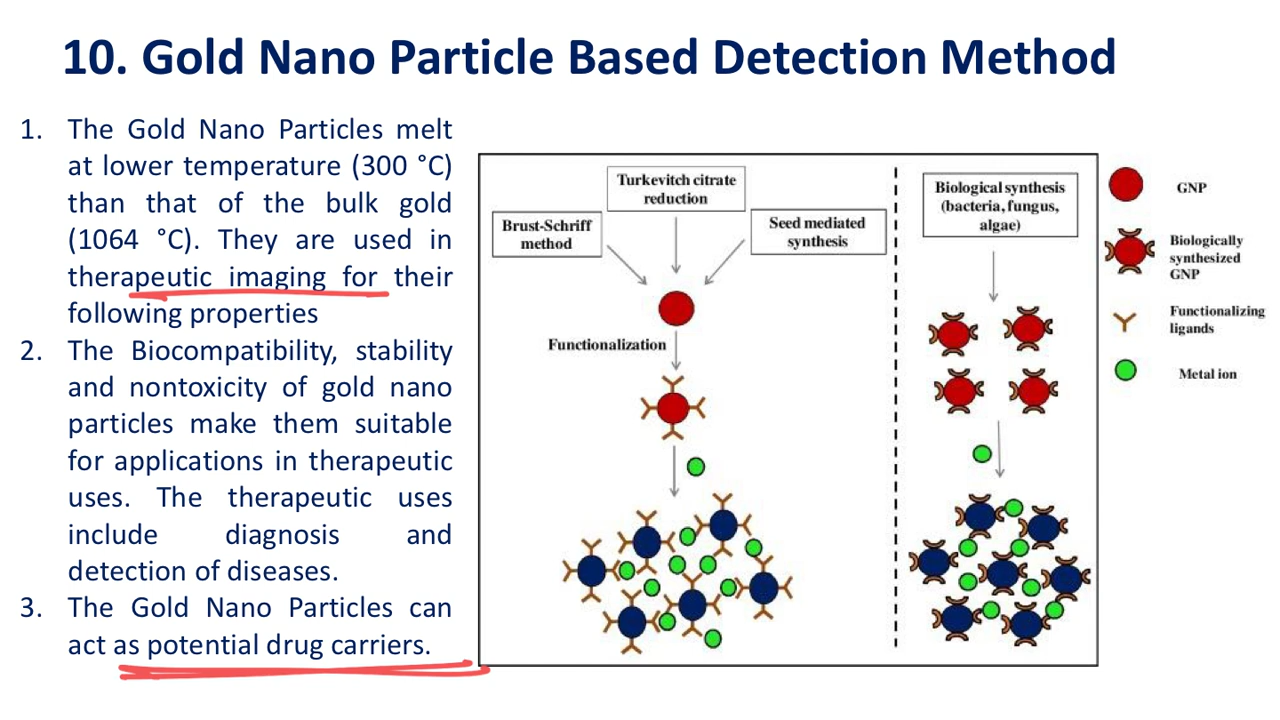 10. Gold Nano Particle Based Detection Method
1. The Gold Nano Particles melt
at lower temperature (300 °C)
than that of the bulk gold
(1064 °C). They are used in
therapeutic imaging for their
following properties
2. The Biocompatibility, stability
and nontoxicity of gold nano
particles make them suitable
for applications in therapeutic
uses. The therapeutic uses
include diagnosis and
detection of diseases.
3. The Gold Nano Particles can
act as potential drug carriers.
Turkevitch citrate
reduction
Brust-Schriff
method
Seed mediated
synthesis
Functionalization
Biological synthesis
(bacteria, fungus,
algae)
GNP
Biologically
synthesized
GNP
Functionalizing
ligands
Metal ion